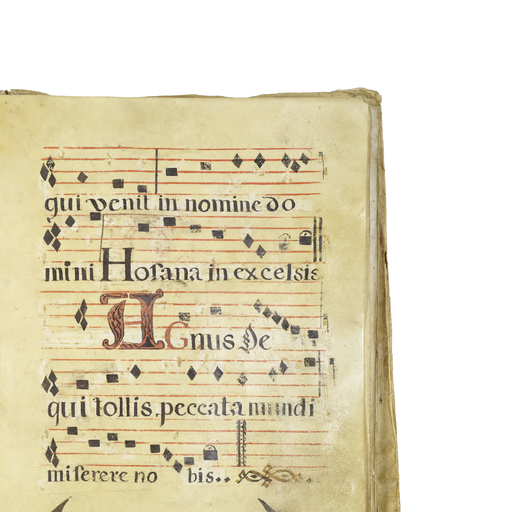 qui venit in nomine do
mini Hosana in excelsis
AGnus De
qui tollis peccata mundi
miserere no bis..